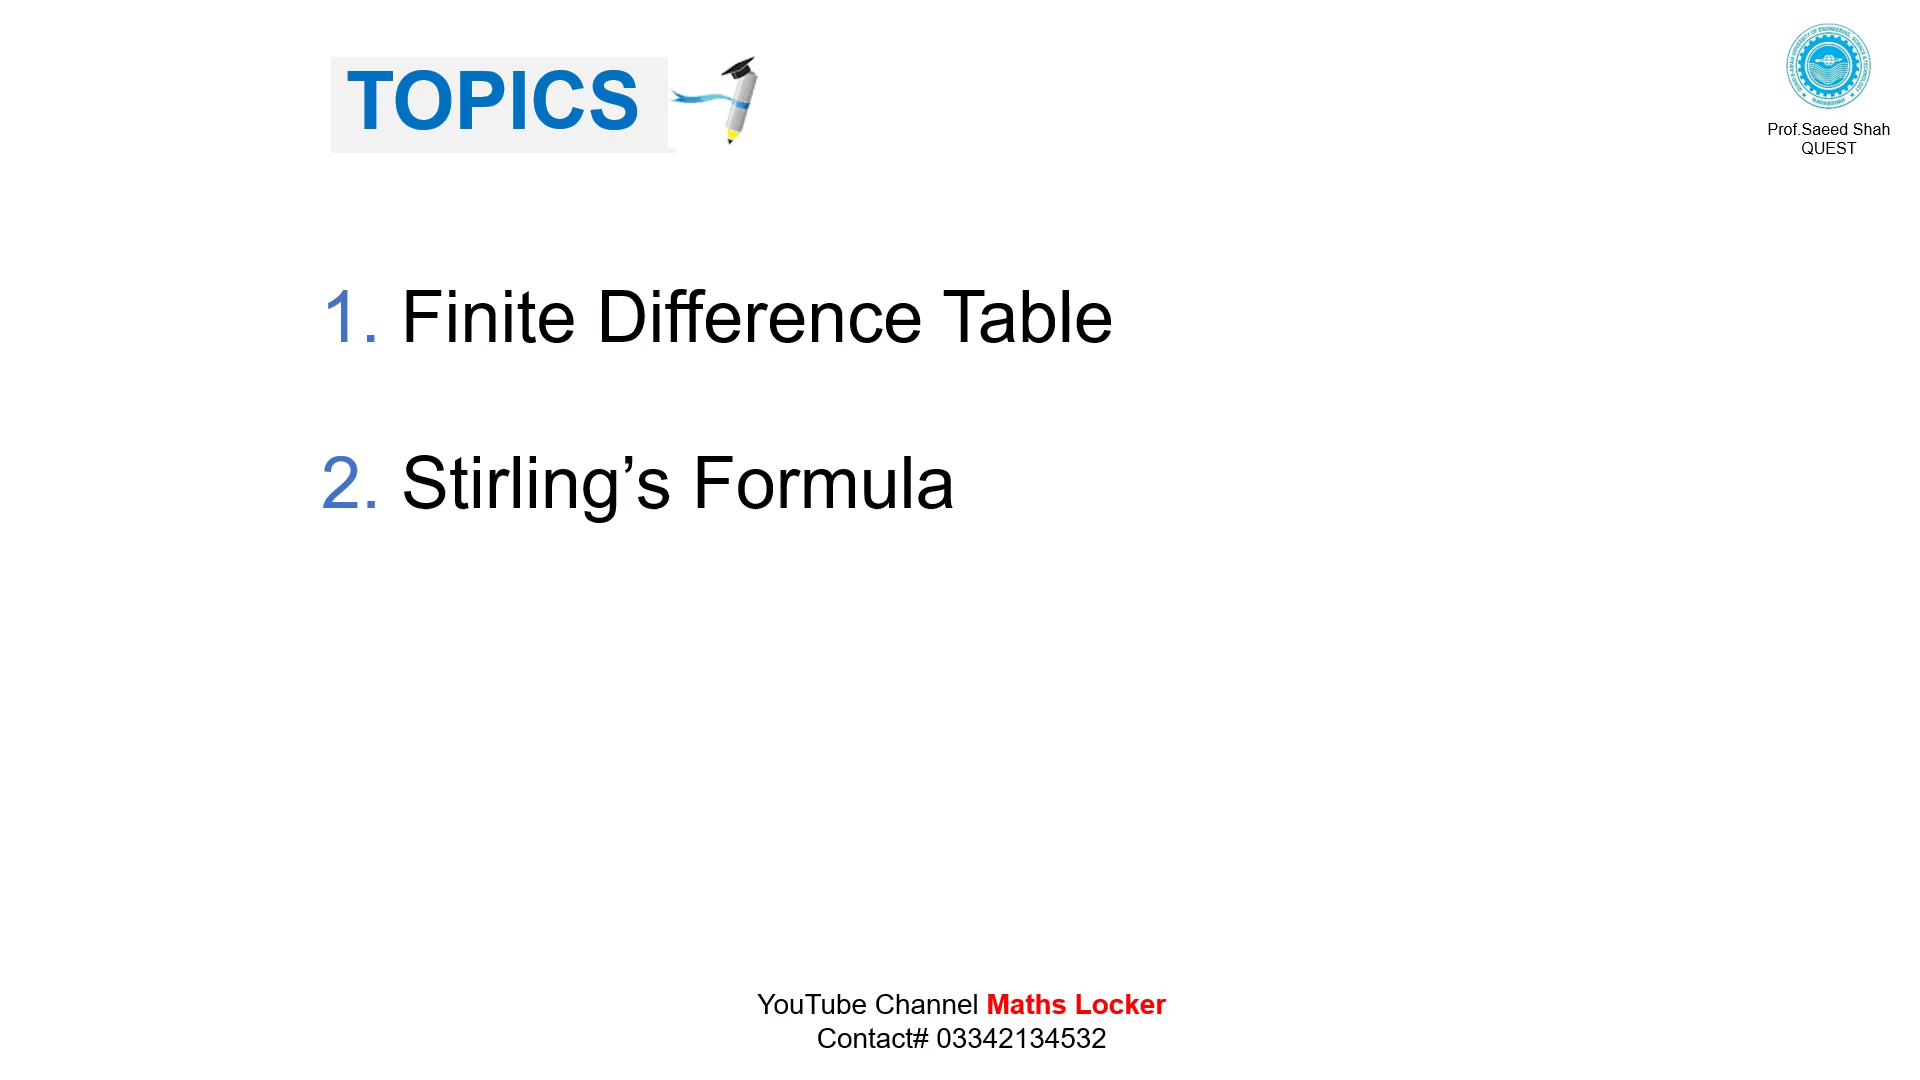 TOPICS
Prof.Saeed Shah
QUEST
1. Finite Difference Table
2. Stirling’s Formula
YouTube Channel Maths Locker
Contact# 03342134532